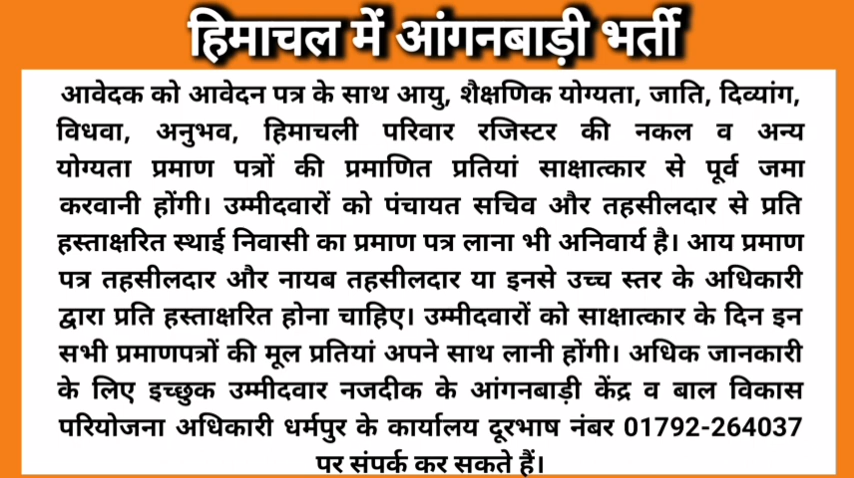 हिमाचल में आंगनबाड़ी भर्ती
आवेदक को आवेदन पत्र के साथ आयु, शैक्षणिक योग्यता, जाति, दिव्यांग,
विधवा, अनुभव, हिमाचली परिवार रजिस्टर की नकल व अन्य
योग्यता प्रमाण पत्रों की प्रमाणित प्रतियां साक्षात्कार से पूर्व जमा
करवानी होंगी। उम्मीदवारों को पंचायत सचिव और तहसीलदार से प्रति
हस्ताक्षरित स्थाई निवासी का प्रमाण पत्र लाना भी अनिवार्य है। आय प्रमाण
पत्र तहसीलदार और नायब तहसीलदार या इनसे उच्च स्तर के अधिकारी
द्वारा प्रति हस्ताक्षरित होना चाहिए। उम्मीदवारों को साक्षात्कार के दिन इन
सभी प्रमाणपत्रों की मूल प्रतियां अपने साथ लानी होंगी। अधिक जानकारी
के लिए इच्छुक उम्मीदवार नजदीक के आंगनबाड़ी केंद्र व बाल विकास
परियोजना अधिकारी धर्मपुर के कार्यालय दूरभाष नंबर 01792-264037
पर संपर्क कर सकते हैं।